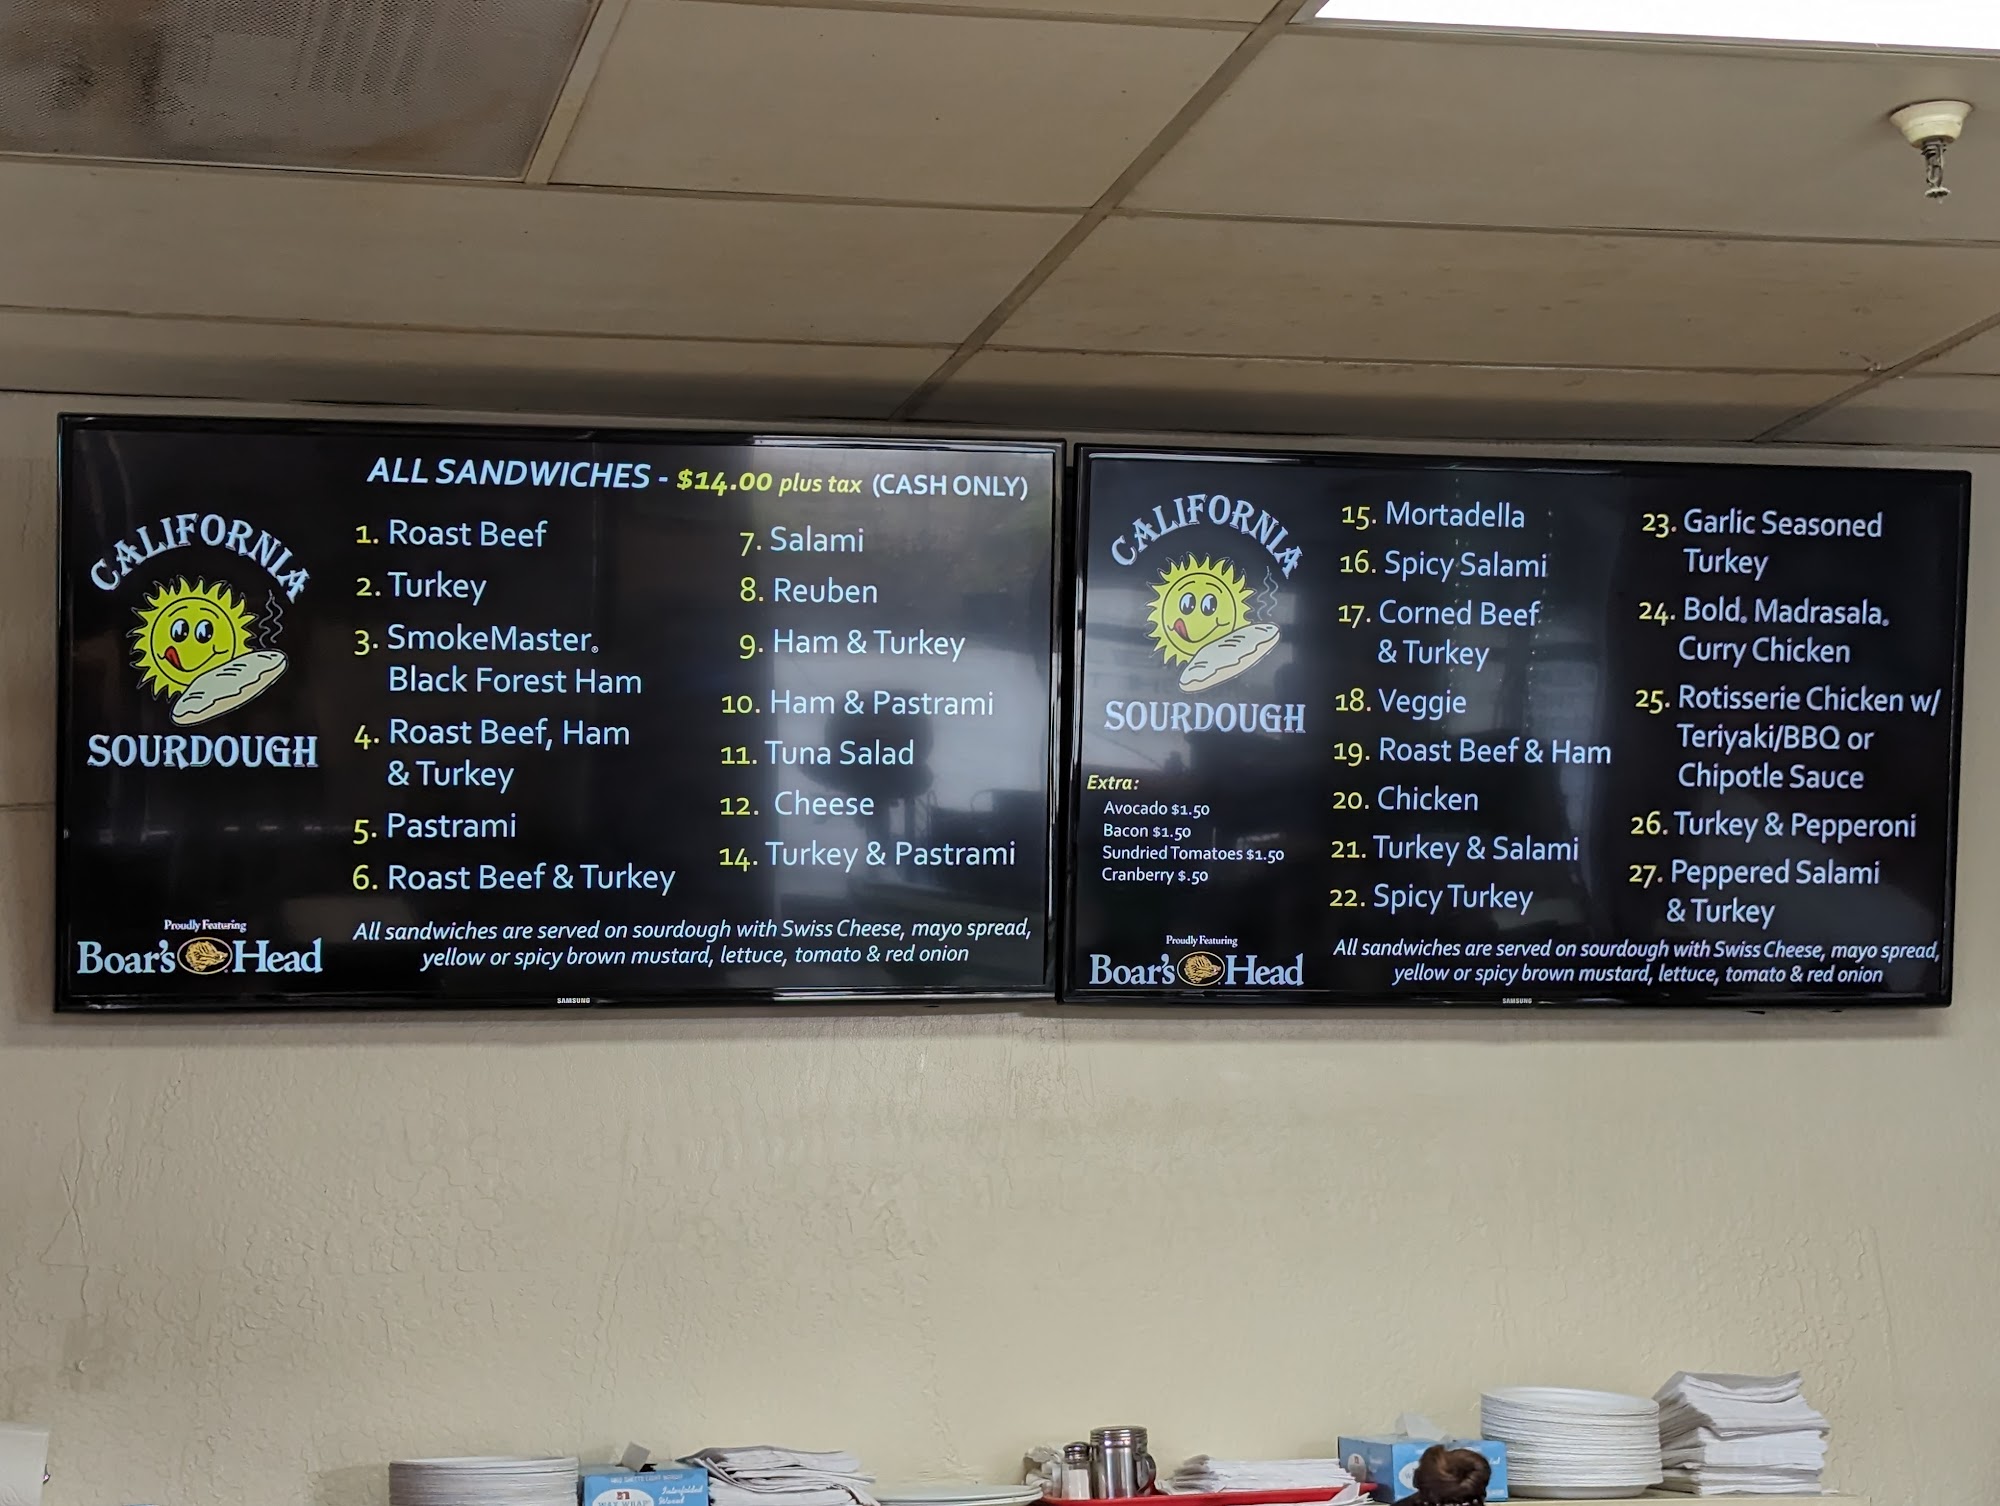 ALL SANDWICHES - $14.00 plus tax (CASH ONLY)
CALIFORNIA
SOURDOUGH
1. Roast Beef
2. Turkey
3. SmokeMaster®
Black Forest Ham
4. Roast Beef, Ham
& Turkey
5. Pastrami
6. Roast Beef & Turkey
7. Salami
8. Reuben
9. Ham & Turkey
10. Ham & Pastrami
11. Tuna Salad
12. Cheese
14. Turkey & Pastrami
Proudly Featuring
Boar's Head
All sandwiches are served on sourdough with Swiss Cheese, mayo spread,
yellow or spicy brown mustard, lettuce, tomato & red onion
SAMSUNG
CALIFORNIA
SOURDOUGH
Extra:
Avocado $1.50
Bacon $1.50
Sundried Tomatoes $1.50
Cranberry $.50
Proudly Featuring
Boar's Head
15. Mortadella
16. Spicy Salami
17. Corned Beef
& Turkey
18. Veggie
19. Roast Beef & Ham
20. Chicken
21. Turkey & Salami
22. Spicy Turkey
23. Garlic Seasoned
Turkey
24. Bold® Madrasala®
Curry Chicken
25. Rotisserie Chicken w/
Teriyaki/BBQ or
Chipotle Sauce
26. Turkey & Pepperoni
27. Peppered Salami
& Turkey
All sandwiches are served on sourdough with Swiss Cheese, mayo spread,
yellow or spicy brown mustard, lettuce, tomato & red onion
SAMSUNG
WAX WRAP
Interfolded